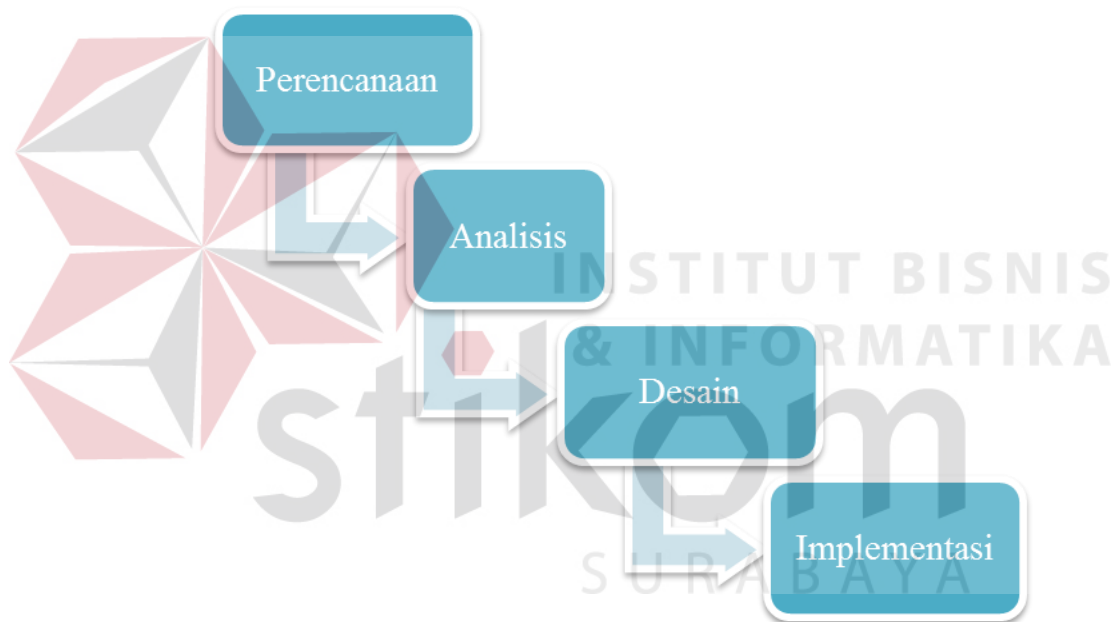 Perencanaan
Analisis
INSTITUT BISNIS
& INFORMATIKA
Desain
stikom
Implementasi
SURABAYA